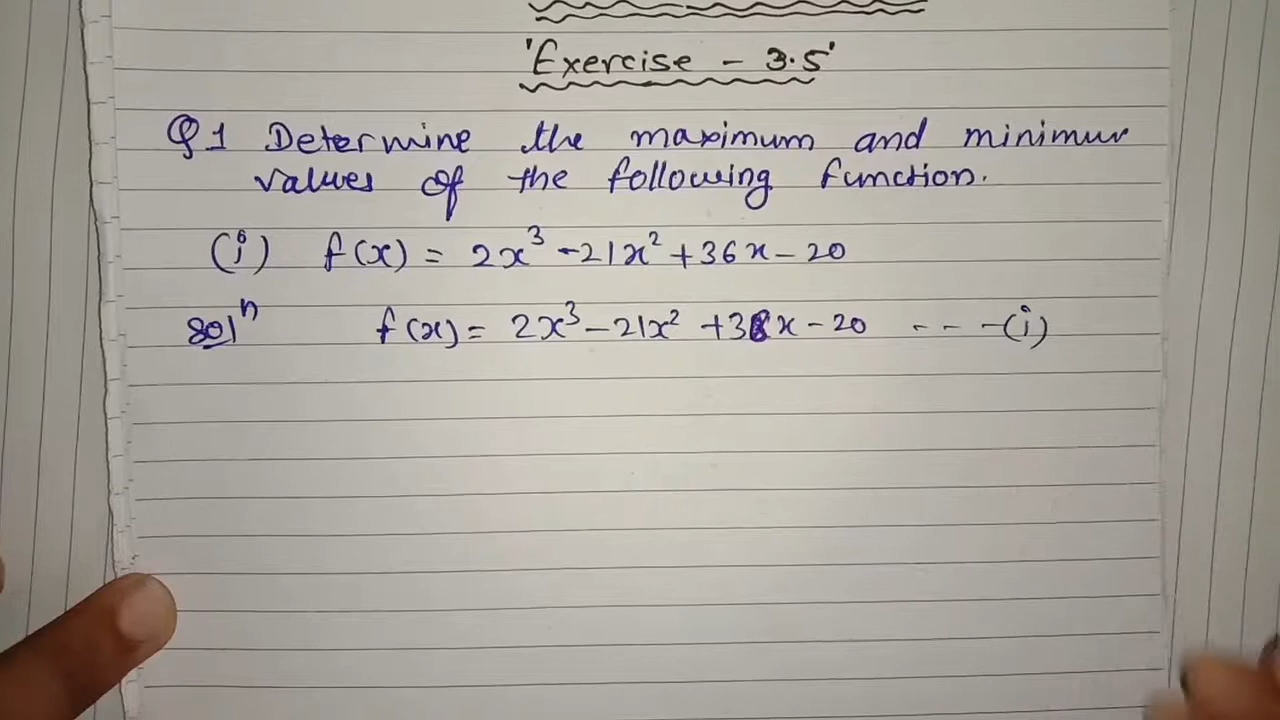 'Exercise - 3.5'
Q1 Determine the maximum and minimum
values of the following function.
(i) f(x) = 2x³ -21x² +36x - 20
solⁿ f(x) = 2x³ - 21x² +36x - 20 - - - (i)